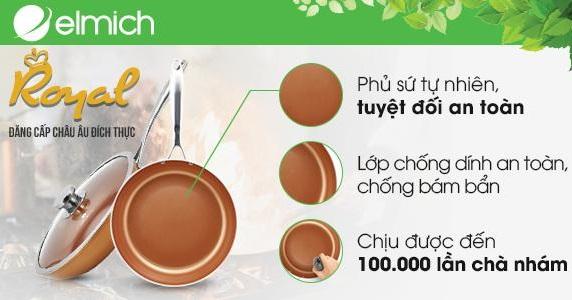 elmich
Royal
ĐẲNG CẤP CHÂU ÂU ĐÍCH THỰC
Phủ sứ tự nhiên,
tuyệt đối an toàn
Lớp chống dính an toàn,
chống bám bẩn
Chịu được đến
100.000 lần chà nhám